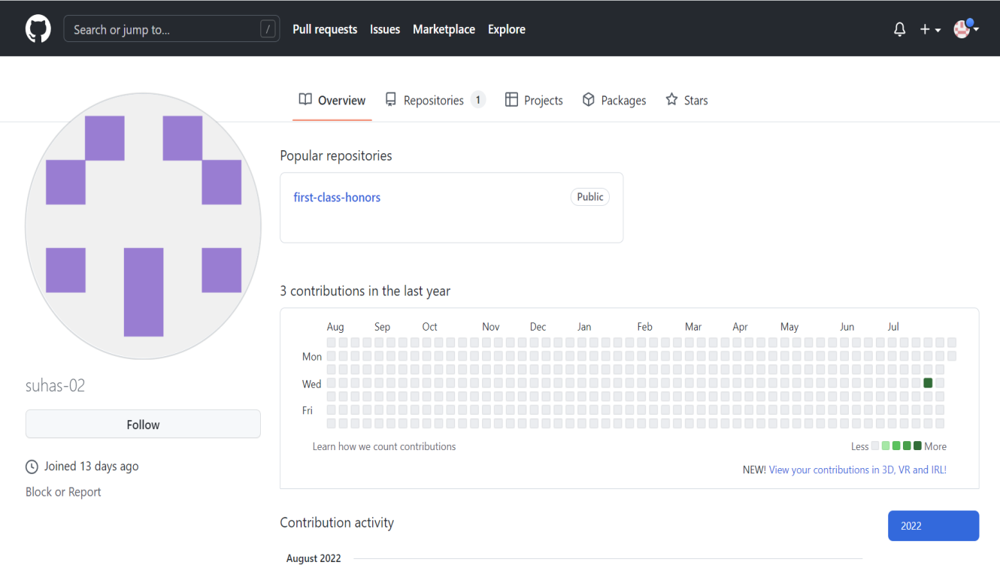 Search or jump to... / Pull requests Issues Marketplace Explore
Overview Repositories 1 Projects Packages Stars
Popular repositories
first-class-honors Public
3 contributions in the last year
Aug Sep Oct Nov Dec Jan Feb Mar Apr May Jun Jul
Mon
Wed
Fri
Learn how we count contributions Less More
NEW! View your contributions in 3D, VR and IRL!
suhas-02
Follow
Joined 13 days ago
Block or Report
Contribution activity 2022
August 2022